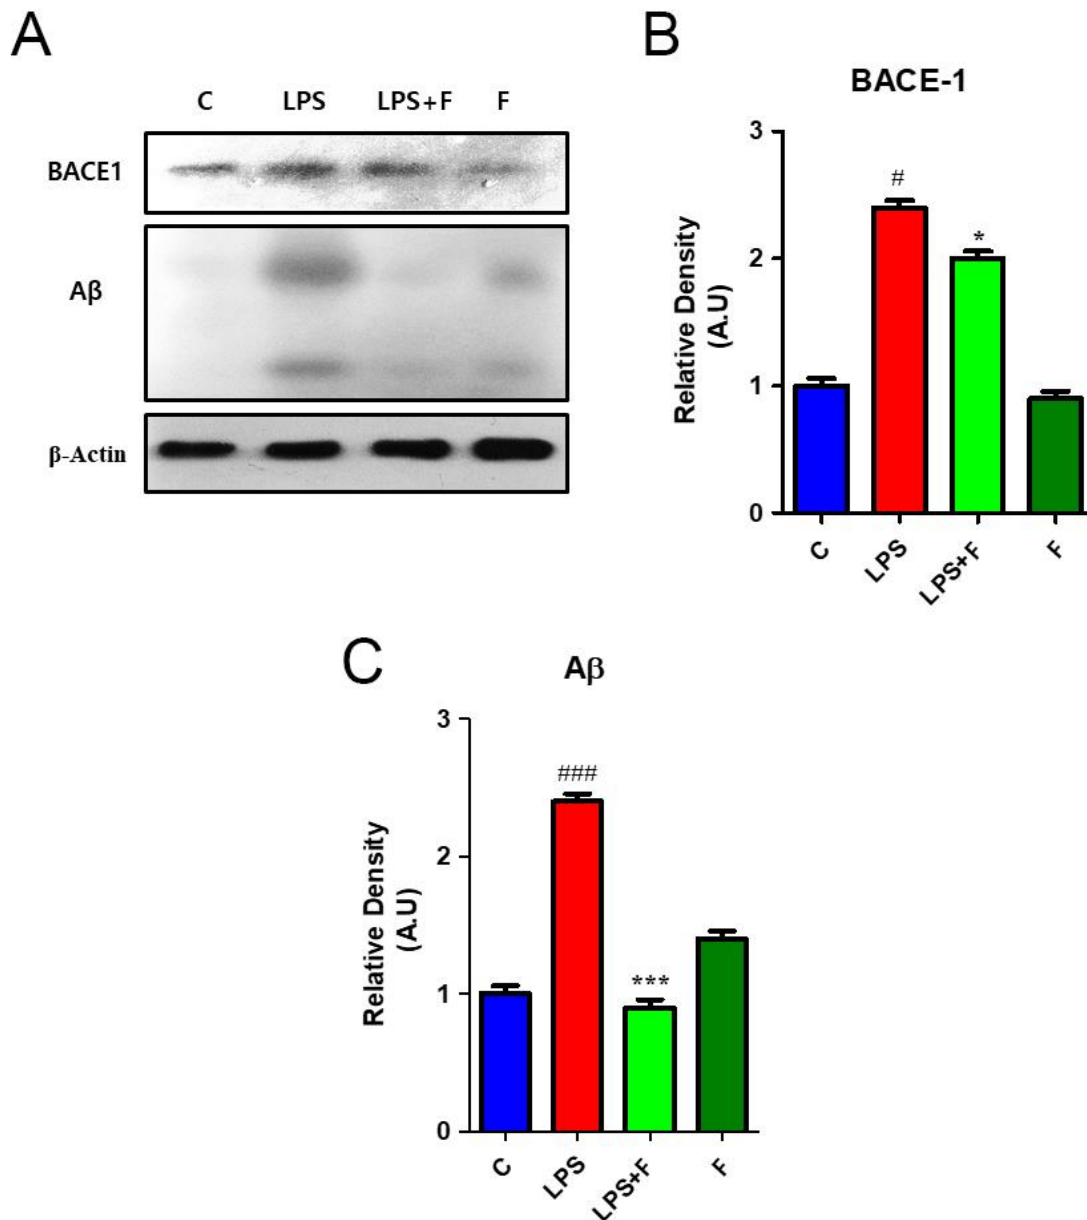 A
C LPS LPS+F F
BACE1
Aβ
β-Actin
B
BACE-1
Relative Density
(A.U)
3
2
1
0
#
*
C LPS LPS+F F
C
Aβ
Relative Density
(A.U)
3
2
1
0
###
***
C LPS LPS+F F